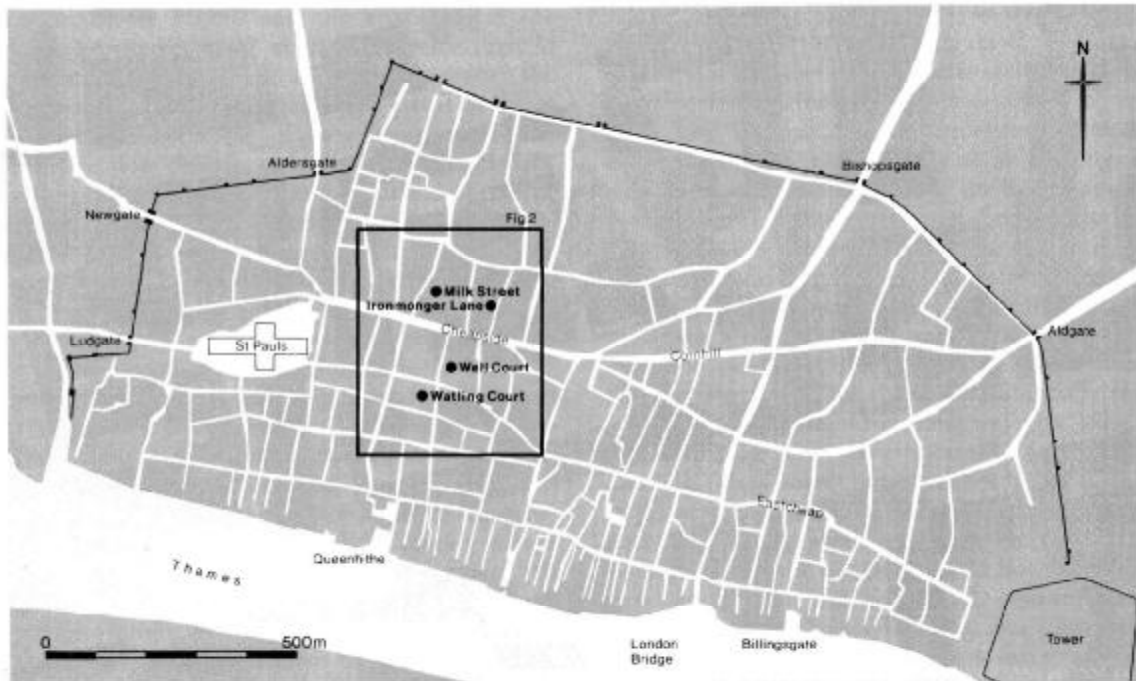 N
Aldersgate
Bishopsgate
Newgate
Fig 2
Milk Street
Ironmonger Lane
Cheapside
Aldgate
Ludgate
St Pauls
Cornhill
Well Court
Watling Court
Eastcheap
Queenhithe
Thames
0 500m
London
Bridge
Billingsgate
Tower